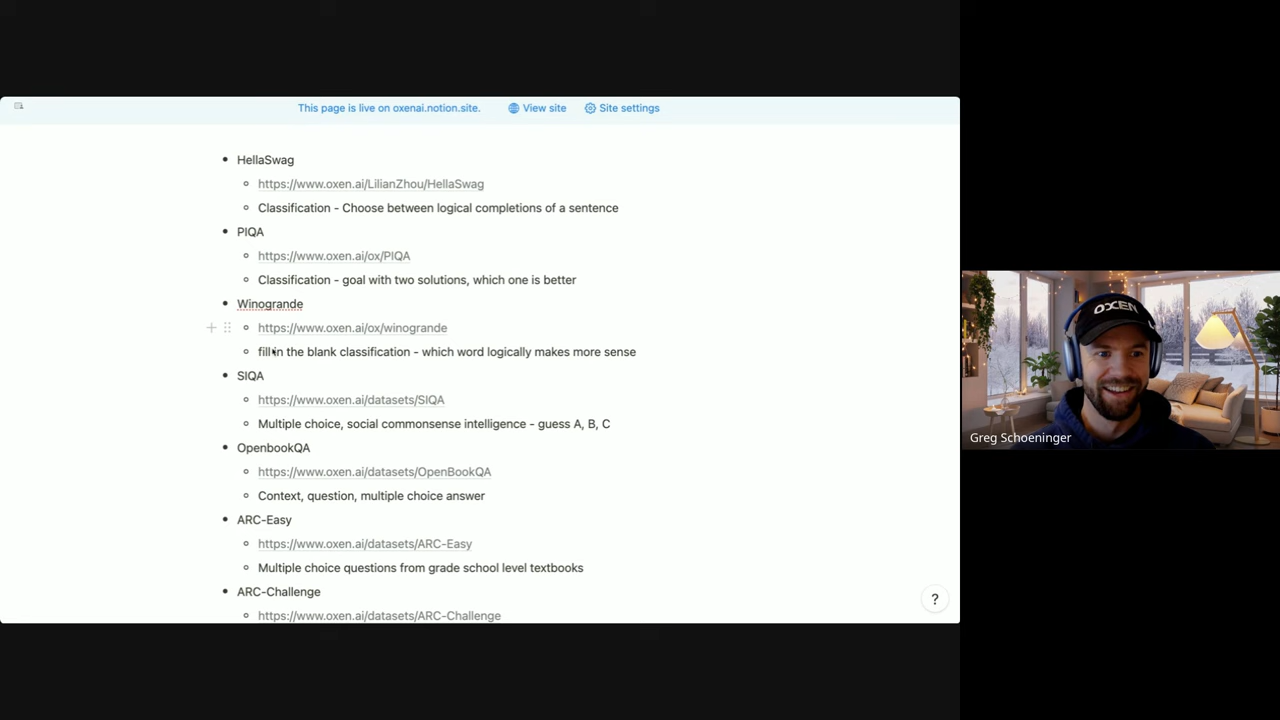 This page is live on oxenai.notion.site. View site Site settings
HellaSwag
https://www.oxen.ai/LilianZhou/HellaSwag
Classification - Choose between logical completions of a sentence
PIQA
https://www.oxen.ai/ox/PIQA
Classification - goal with two solutions, which one is better
Winogrande
https://www.oxen.ai/ox/winogrande
fill in the blank classification - which word logically makes more sense
SIQA
https://www.oxen.ai/datasets/SIQA
Multiple choice, social commonsense intelligence - guess A, B, C
OpenbookQA
https://www.oxen.ai/datasets/OpenBookQA
Context, question, multiple choice answer
ARC-Easy
https://www.oxen.ai/datasets/ARC-Easy
Multiple choice questions from grade school level textbooks
ARC-Challenge
https://www.oxen.ai/datasets/ARC-Challenge
?
OXEN
Greg Schoeninger